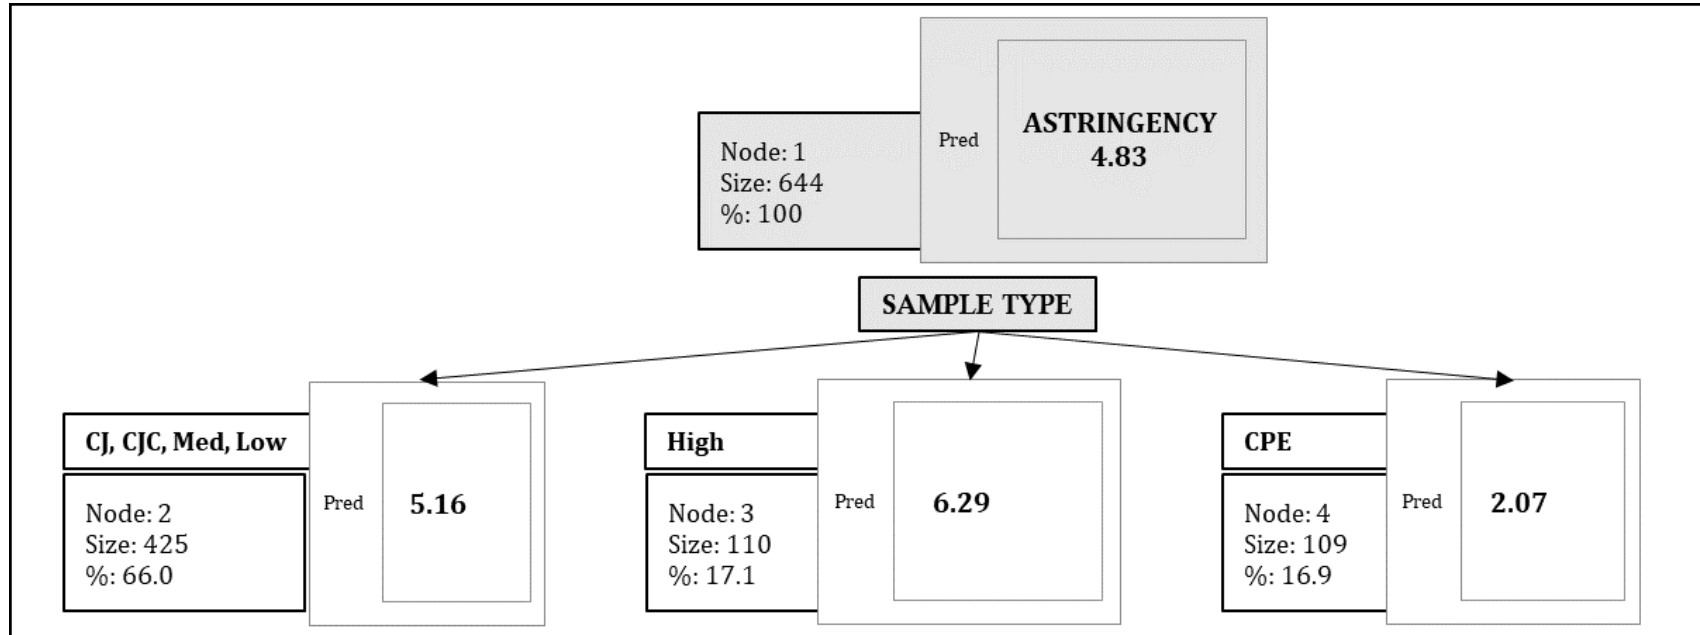 ASTRINGENCY
4.83
Pred
Node: 1
Size: 644
%: 100
SAMPLE TYPE
CJ, CJC, Med, Low
Node: 2
Size: 425
%: 66.0
Pred
5.16
High
Node: 3
Size: 110
%: 17.1
Pred
6.29
CPE
Node: 4
Size: 109
%: 16.9
Pred
2.07